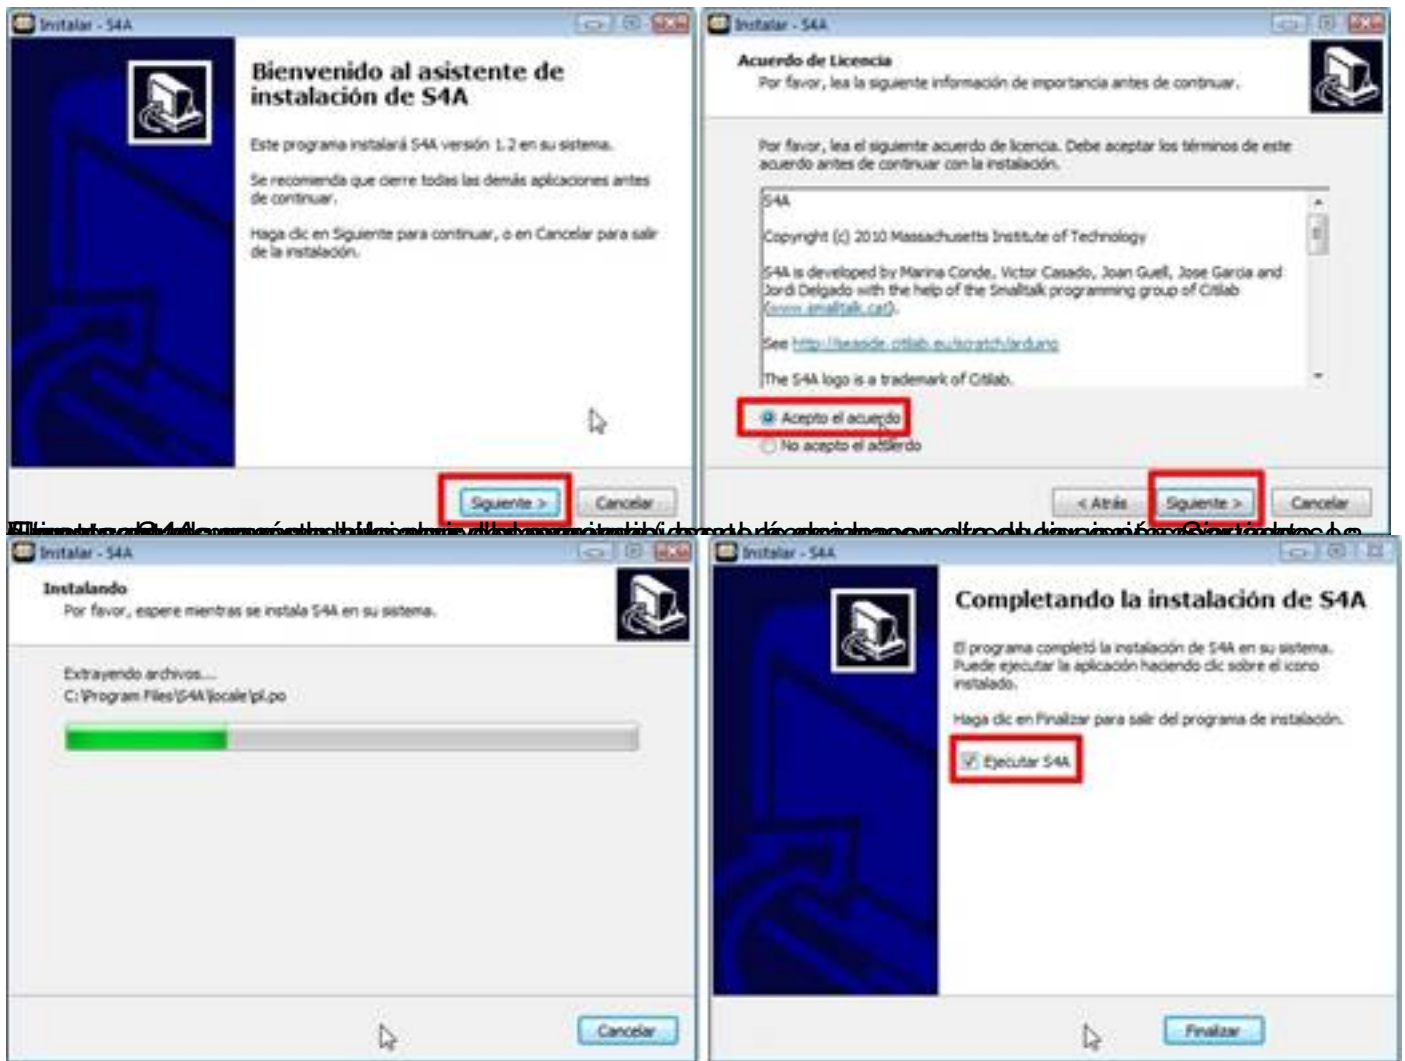 Instalar - S4A
Bienvenido al asistente de
instalación de S4A
Este programa instalará S4A versión 1.2 en su sistema.
Se recomienda que cierre todas las demás aplicaciones antes
de continuar.
Haga clic en Siguiente para continuar, o en Cancelar para salir
de la instalación.
Siguiente >
Cancelar
Instalar - S4A
Acuerdo de Licencia
Por favor, lea la siguiente información de importancia antes de continuar.
Por favor, lea el siguiente acuerdo de licencia. Debe aceptar los términos de este
acuerdo antes de continuar con la instalación.
S4A
Copyright (c) 2010 Massachusetts Institute of Technology
S4A is developed by Marina Conde, Victor Casado, Joan Guell, Jose Garcia and
Jordi Delgado with the help of the Smalltalk programming group of Citilab
(www.smalltalk.cat).
See http://seaside.citilab.eu/scratch/arduino
The S4A logo is a trademark of Citilab.
Acepto el acuerdo
No acepto el acuerdo
< Atrás
Siguiente >
Cancelar
Instalar - S4A
Instalando
Por favor, espere mientras se instala S4A en su sistema.
Extrayendo archivos...
C:\Program Files\S4A\locale\pl.po
Cancelar
Instalar - S4A
Completando la instalación de S4A
El programa completó la instalación de S4A en su sistema.
Puede ejecutar la aplicación haciendo clic sobre el icono
instalado.
Haga clic en Finalizar para salir del programa de instalación.
Ejecutar S4A
Finalizar